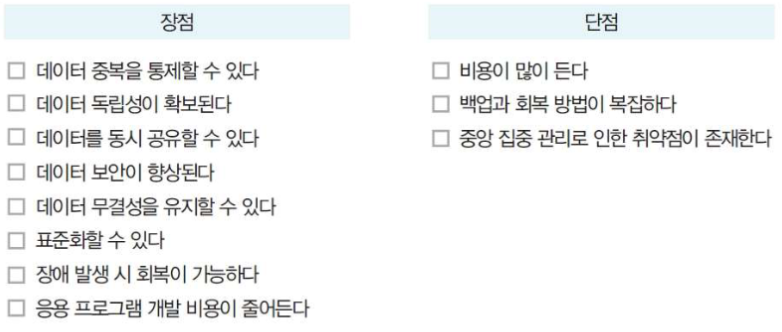 장점
데이터 중복을 통제할 수 있다
데이터 독립성이 확보된다
데이터를 동시 공유할 수 있다
데이터 보안이 향상된다
데이터 무결성을 유지할 수 있다
표준화할 수 있다
장애 발생 시 회복이 가능하다
응용 프로그램 개발 비용이 줄어든다
단점
비용이 많이 든다
백업과 회복 방법이 복잡하다
중앙 집중 관리로 인한 취약점이 존재한다